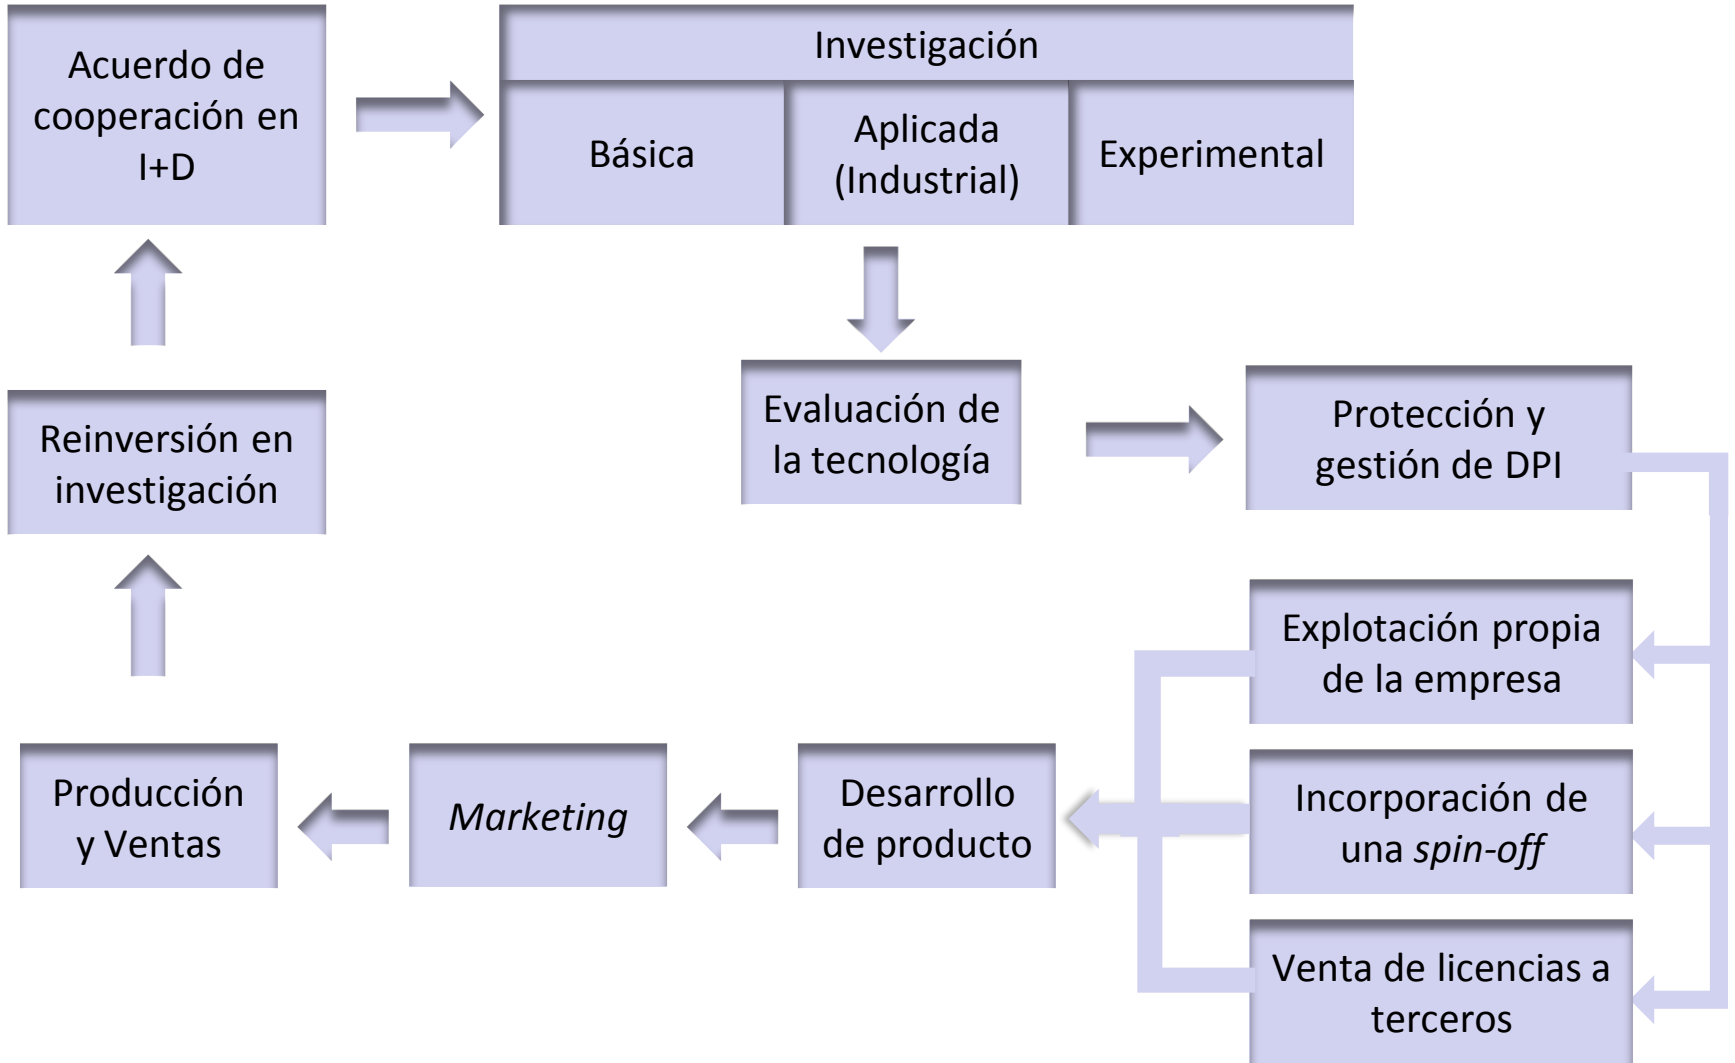 Acuerdo de
cooperación en
I+D
Investigación
Básica
Aplicada
(Industrial)
Experimental
Evaluación de
la tecnología
Protección y
gestión de DPI
Reinversión en
investigación
Explotación propia
de la empresa
Producción
y Ventas
Marketing
Desarrollo
de producto
Incorporación de
una spin-off
Venta de licencias a
terceros